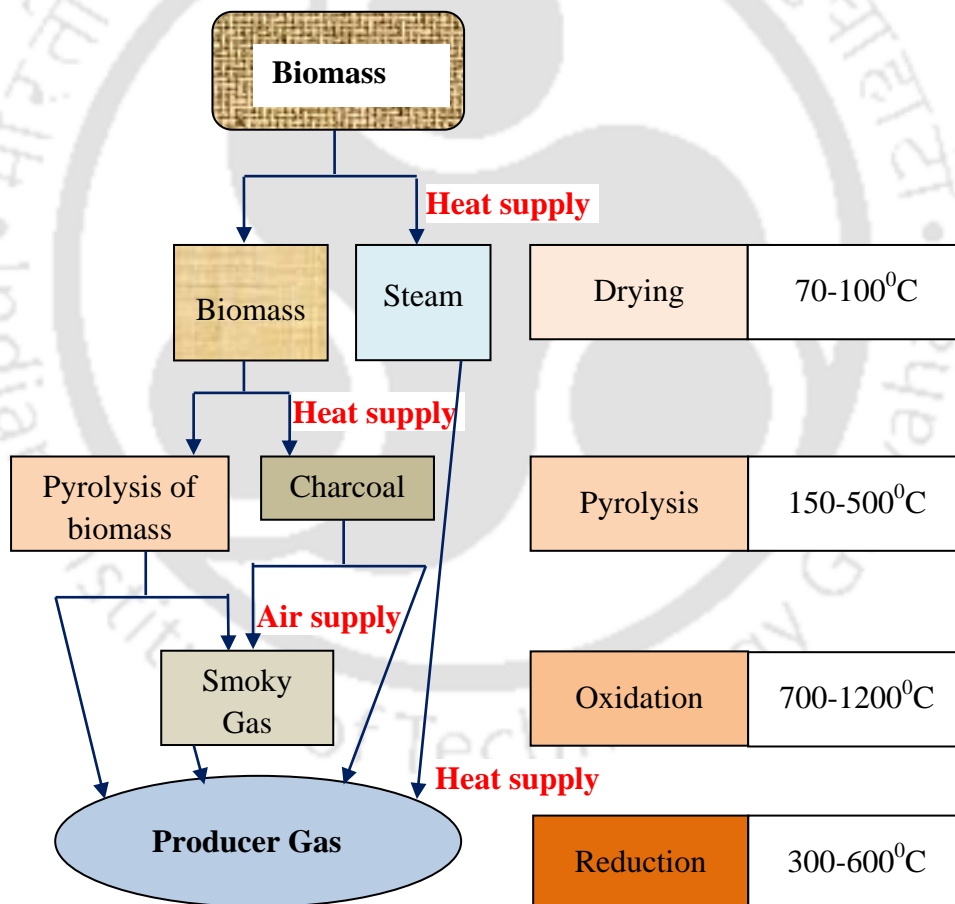 Biomass
Heat supply
Biomass
Steam
Drying
70-100⁰C
Heat supply
Pyrolysis of
biomass
Charcoal
Pyrolysis
150-500⁰C
Air supply
Smoky
Gas
Oxidation
700-1200⁰C
Heat supply
Producer Gas
Reduction
300-600⁰C